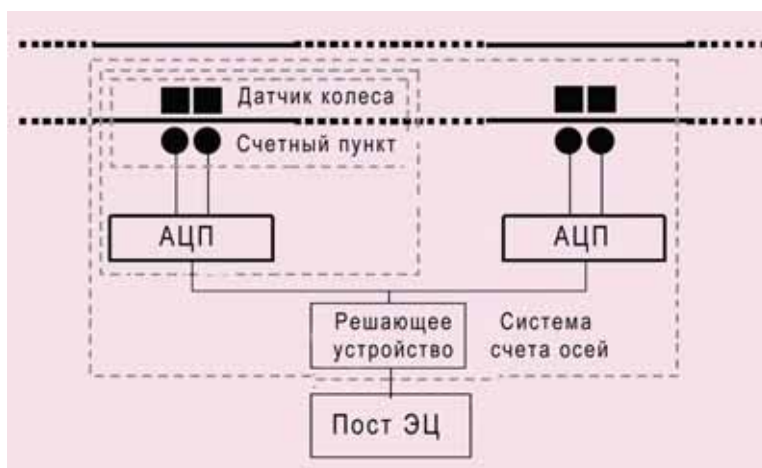 Датчик колеса
Счетный пункт
АЦП
АЦП
Решающее
устройство
Система
счета осей
Пост ЭЦ